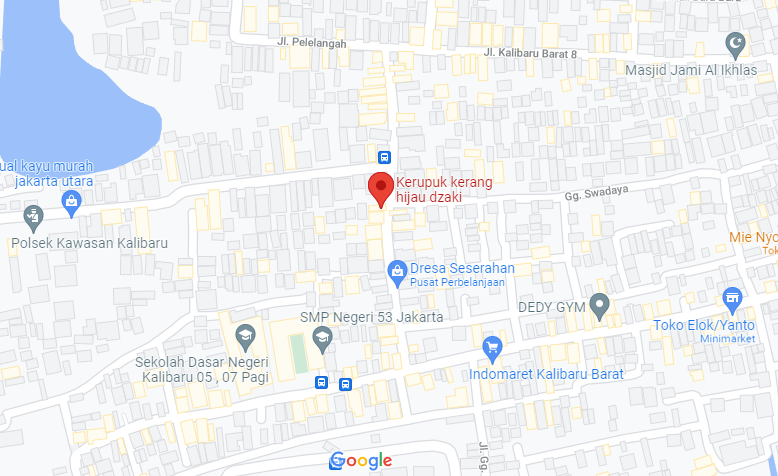 Jl. Pelelangah
Jl. Kalibaru Barat 8
Masjid Jami Al Ikhlas
ual kayu murah
jakarta utara
Kerupuk kerang
hijau dzaki
Gg. Swadaya
Polsek Kawasan Kalibaru
Mie Nyo
Dresa Seserahan
Pusat Perbelanjaan
DEDY GYM
SMP Negeri 53 Jakarta
Toko Elok/Yanto
Minimarket
Sekolah Dasar Negeri
Kalibaru 05 , 07 Pagi
Indomaret Kalibaru Barat
Jl. Gg.
Google